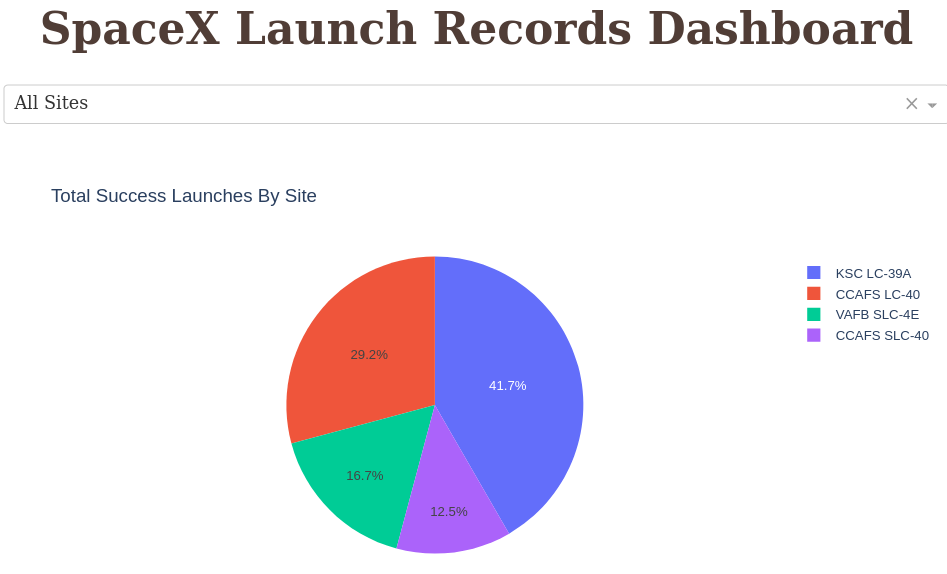 SpaceX Launch Records Dashboard
All Sites
Total Success Launches By Site
KSC LC-39A
CCAFS LC-40
VAFB SLC-4E
CCAFS SLC-40
29.2%
41.7%
16.7%
12.5%